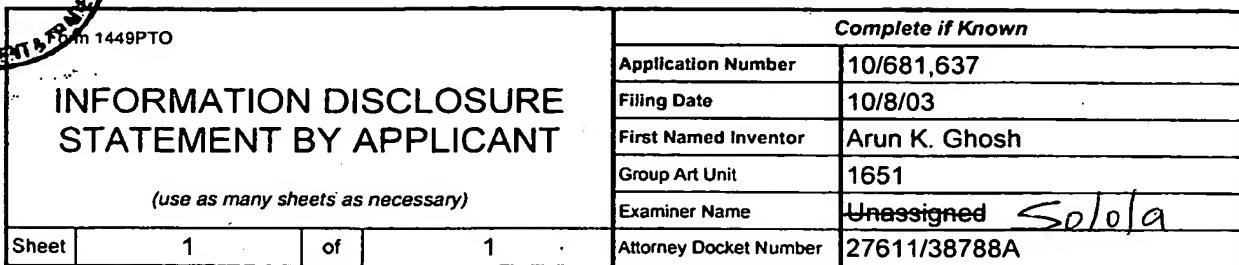 Form 1449PTO
INFORMATION DISCLOSURE
STATEMENT BY APPLICANT
(use as many sheets as necessary)
Sheet 1 of 1
Complete if Known
Application Number 10/681,637
Filing Date 10/8/03
First Named Inventor Arun K. Ghosh
Group Art Unit 1651
Examiner Name Unassigned Solola
Attorney Docket Number 27611/38788A